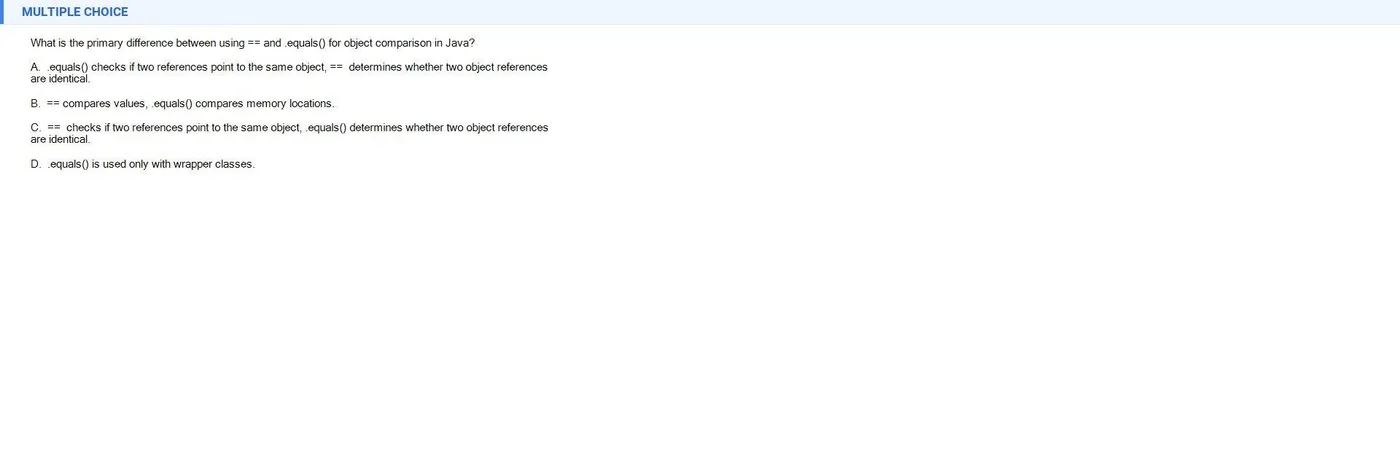 MULTIPLE CHOICE
What is the primary difference between using == and .equals() for object comparison in Java?
A. .equals() checks if two references point to the same object, == determines whether two object references
are identical.
B. == compares values, .equals() compares memory locations.
C. == checks if two references point to the same object, .equals() determines whether two object references
are identical.
D. .equals() is used only with wrapper classes.